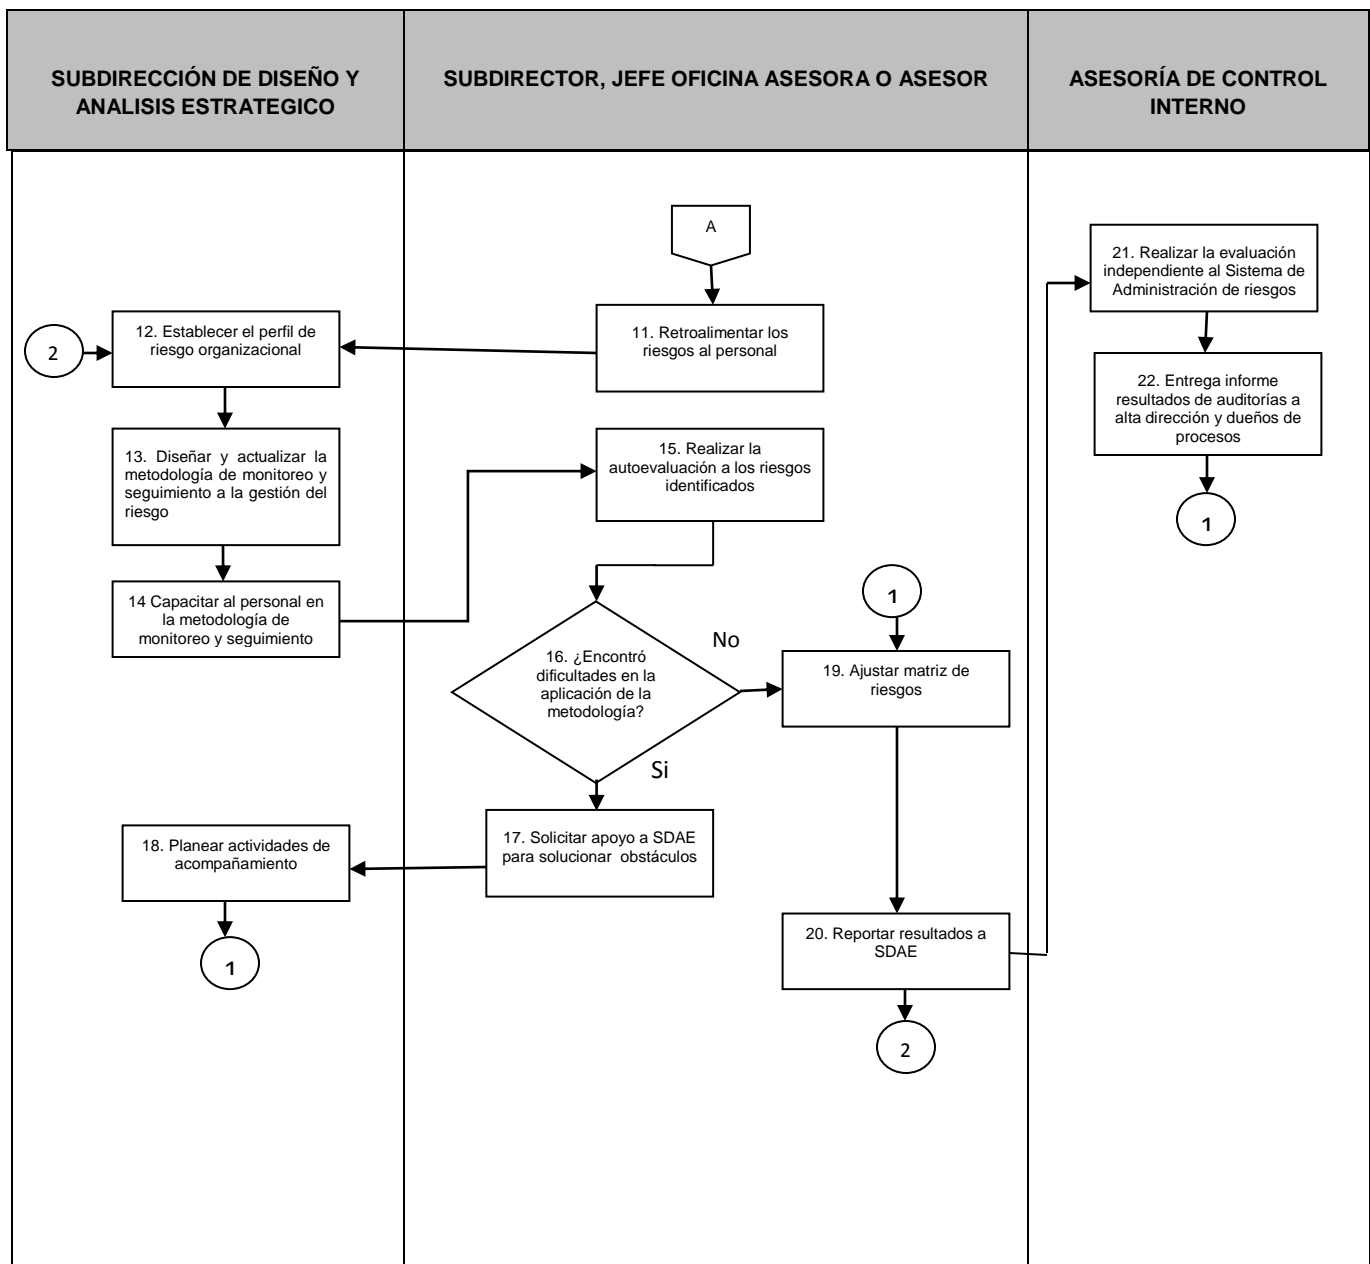 SUBDIRECCIÓN DE DISEÑO Y
ANALISIS ESTRATEGICO
SUBDIRECTOR, JEFE OFICINA ASESORA O ASESOR
ASESORÍA DE CONTROL
INTERNO
A
11. Retroalimentar los
riesgos al personal
2
12. Establecer el perfil de
riesgo organizacional
13. Diseñar y actualizar la
metodología de monitoreo y
seguimiento a la gestión del
riesgo
14 Capacitar al personal en
la metodología de
monitoreo y seguimiento
15. Realizar la
autoevaluación a los riesgos
identificados
16. ¿Encontró
dificultades en la
aplicación de la
metodología?
No
Si
17. Solicitar apoyo a SDAE
para solucionar obstáculos
18. Planear actividades de
acompañamiento
1
1
19. Ajustar matriz de
riesgos
20. Reportar resultados a
SDAE
2
21. Realizar la evaluación
independiente al Sistema de
Administración de riesgos
22. Entrega informe
resultados de auditorías a
alta dirección y dueños de
procesos
1